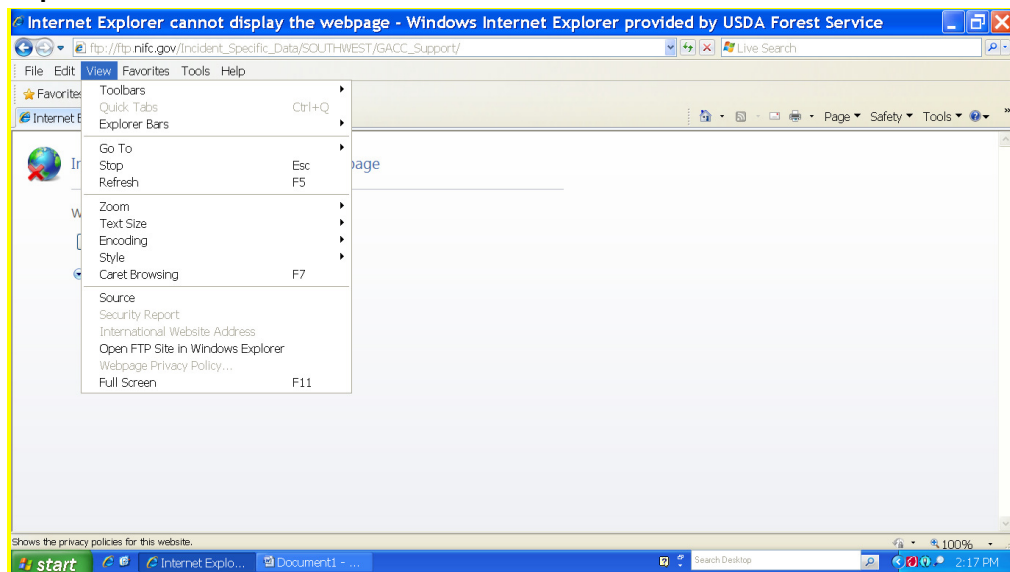 Internet Explorer cannot display the webpage - Windows Internet Explorer provided by USDA Forest Service
ftp://ftp.nifc.gov/Incident_Specific_Data/SOUTHWEST/GACC_Support/
Live Search
File Edit View Favorites Tools Help
Favorites
Toolbars
Quick Tabs Ctrl+Q
Explorer Bars
Internet E
Page Safety Tools
Go To
Stop Esc
Refresh F5
In
page
Zoom
Text Size
Encoding
Style
Caret Browsing F7
W
Source
Security Report
International Website Address
Open FTP Site in Windows Explorer
Webpage Privacy Policy...
Full Screen F11
Shows the privacy policies for this website.
100%
start
Internet Explo...
Document1 - ...
Search Desktop
2:17 PM